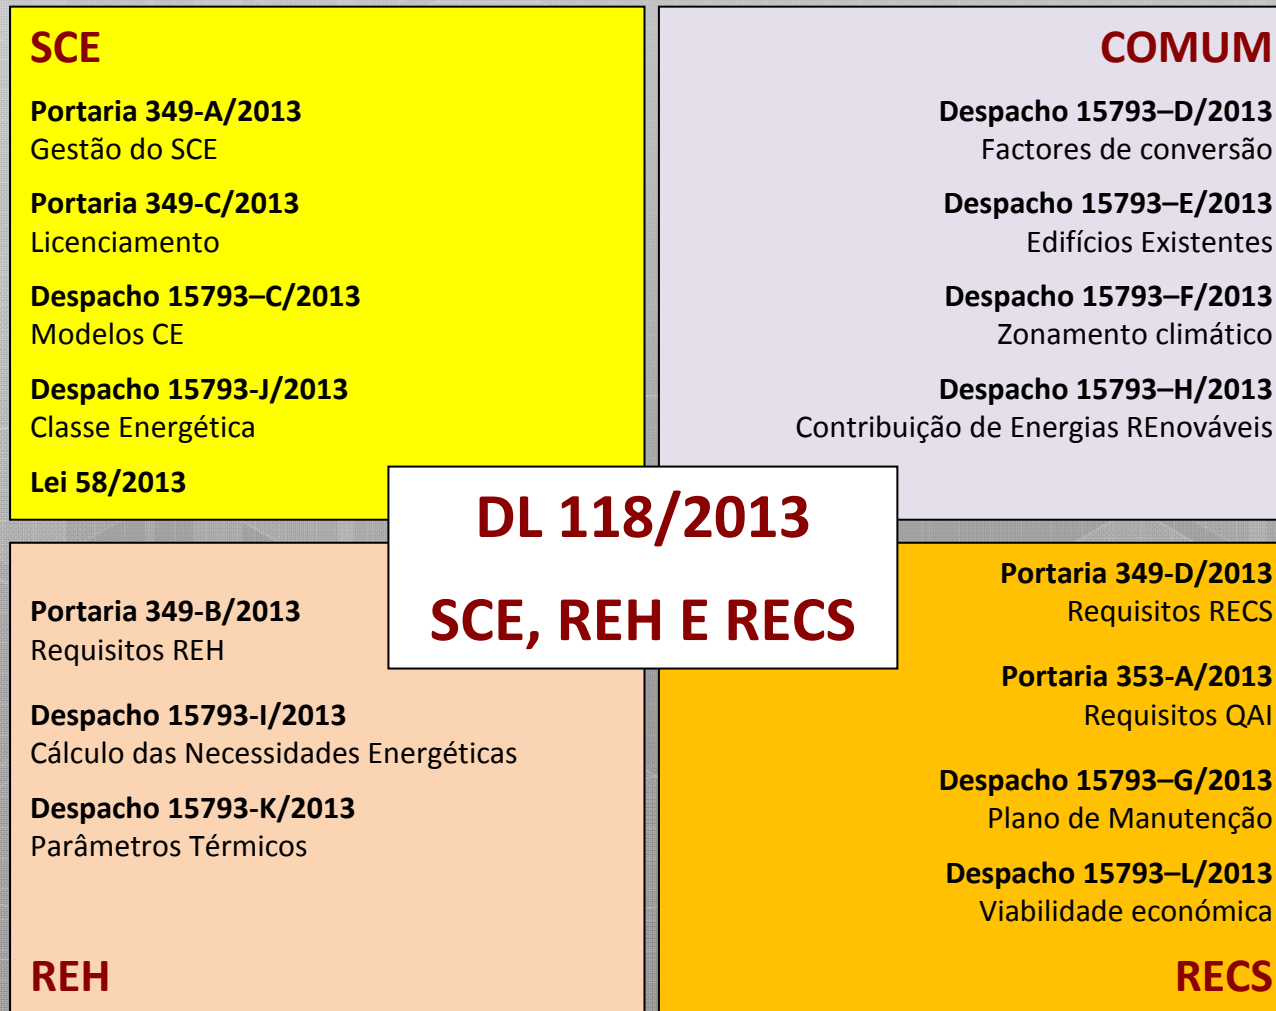 SCE
Portaria 349-A/2013
Gestão do SCE
Portaria 349-C/2013
Licenciamento
Despacho 15793–C/2013
Modelos CE
Despacho 15793-J/2013
Classe Energética
Lei 58/2013
COMUM
Despacho 15793–D/2013
Factores de conversão
Despacho 15793–E/2013
Edifícios Existentes
Despacho 15793–F/2013
Zonamento climático
Despacho 15793–H/2013
Contribuição de Energias REnováveis
DL 118/2013
SCE, REH E RECS
Portaria 349-B/2013
Requisitos REH
Despacho 15793-I/2013
Cálculo das Necessidades Energéticas
Despacho 15793-K/2013
Parâmetros Térmicos
REH
Portaria 349-D/2013
Requisitos RECS
Portaria 353-A/2013
Requisitos QAI
Despacho 15793–G/2013
Plano de Manutenção
Despacho 15793–L/2013
Viabilidade económica
RECS